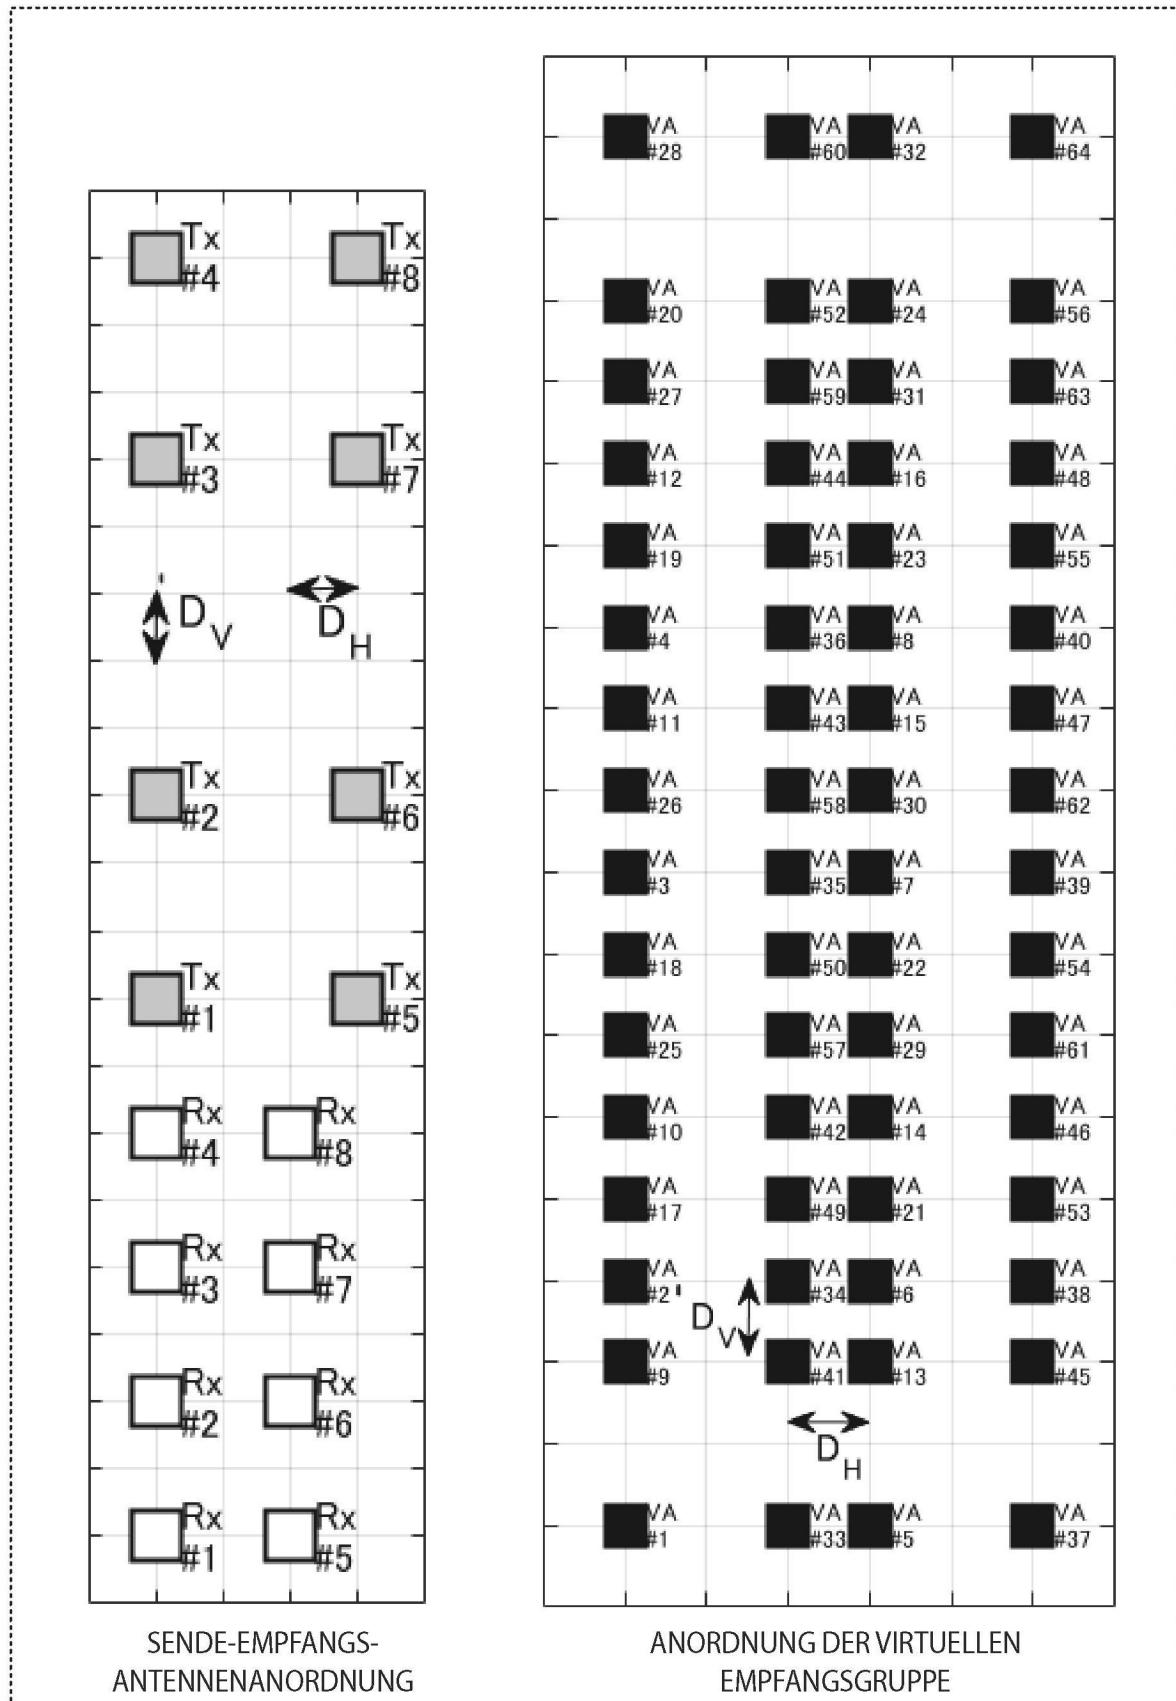 Tx
#4
Tx
#8
Tx
#3
Tx
#7
D V
D H
Tx
#2
Tx
#6
Tx
#1
Tx
#5
Rx
#4
Rx
#8
Rx
#3
Rx
#7
Rx
#2
Rx
#6
Rx
#1
Rx
#5
SENDE-EMPFANGS-
ANTENNENANORDNUNG
VA VA VA VA
#28 #60 #32 #64
VA VA VA VA
#20 #52 #24 #56
VA VA VA VA
#27 #59 #31 #63
VA VA VA VA
#12 #44 #16 #48
VA VA VA VA
#19 #51 #23 #55
VA VA VA VA
#4 #36 #8 #40
VA VA VA VA
#11 #43 #15 #47
VA VA VA VA
#26 #58 #30 #62
VA VA VA VA
#3 #35 #7 #39
VA VA VA VA
#18 #50 #22 #54
VA VA VA VA
#25 #57 #29 #61
VA VA VA VA
#10 #42 #14 #46
VA VA VA VA
#17 #49 #21 #53
VA VA VA VA
#2 #34 #6 #38
D V
VA VA VA VA
#9 #41 #13 #45
D H
VA VA VA VA
#1 #33 #5 #37
ANORDNUNG DER VIRTUELLEN
EMPFANGSGRUPPE